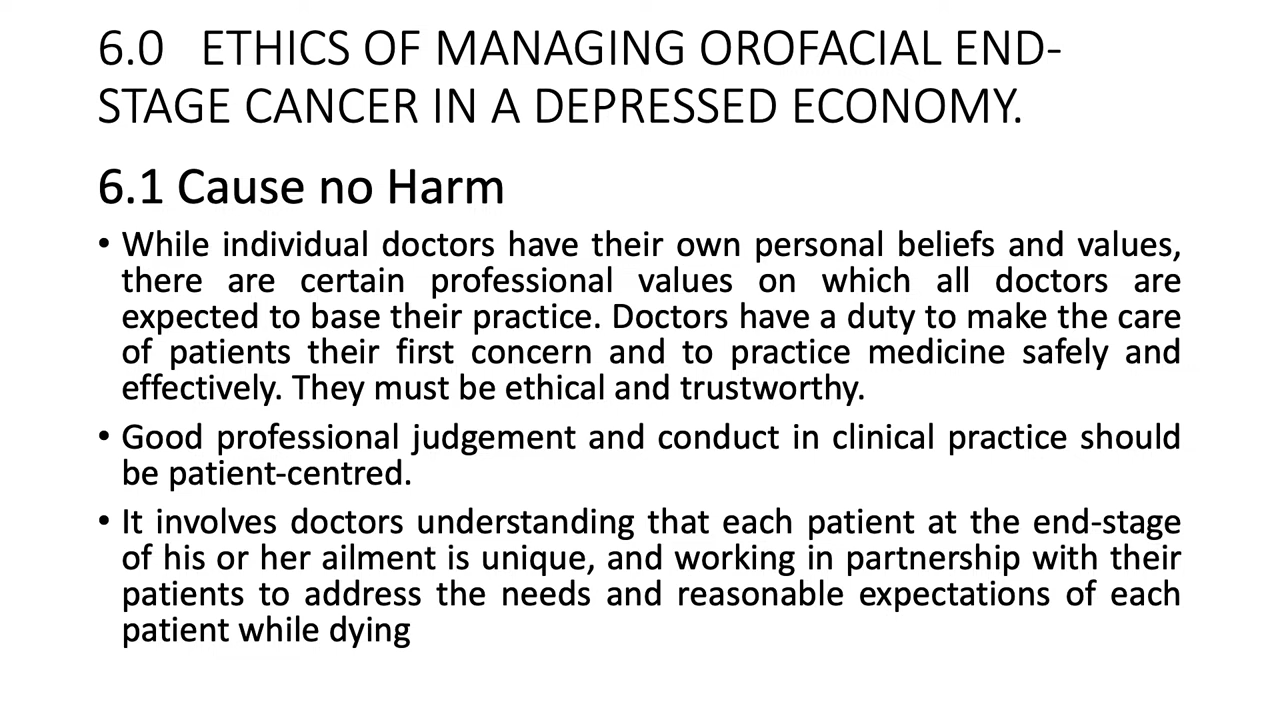 6.0 ETHICS OF MANAGING OROFACIAL END-
STAGE CANCER IN A DEPRESSED ECONOMY.
6.1 Cause no Harm
• While individual doctors have their own personal beliefs and values,
there are certain professional values on which all doctors are
expected to base their practice. Doctors have a duty to make the care
of patients their first concern and to practice medicine safely and
effectively. They must be ethical and trustworthy.
• Good professional judgement and conduct in clinical practice should
be patient-centred.
• It involves doctors understanding that each patient at the end-stage
of his or her ailment is unique, and working in partnership with their
patients to address the needs and reasonable expectations of each
patient while dying